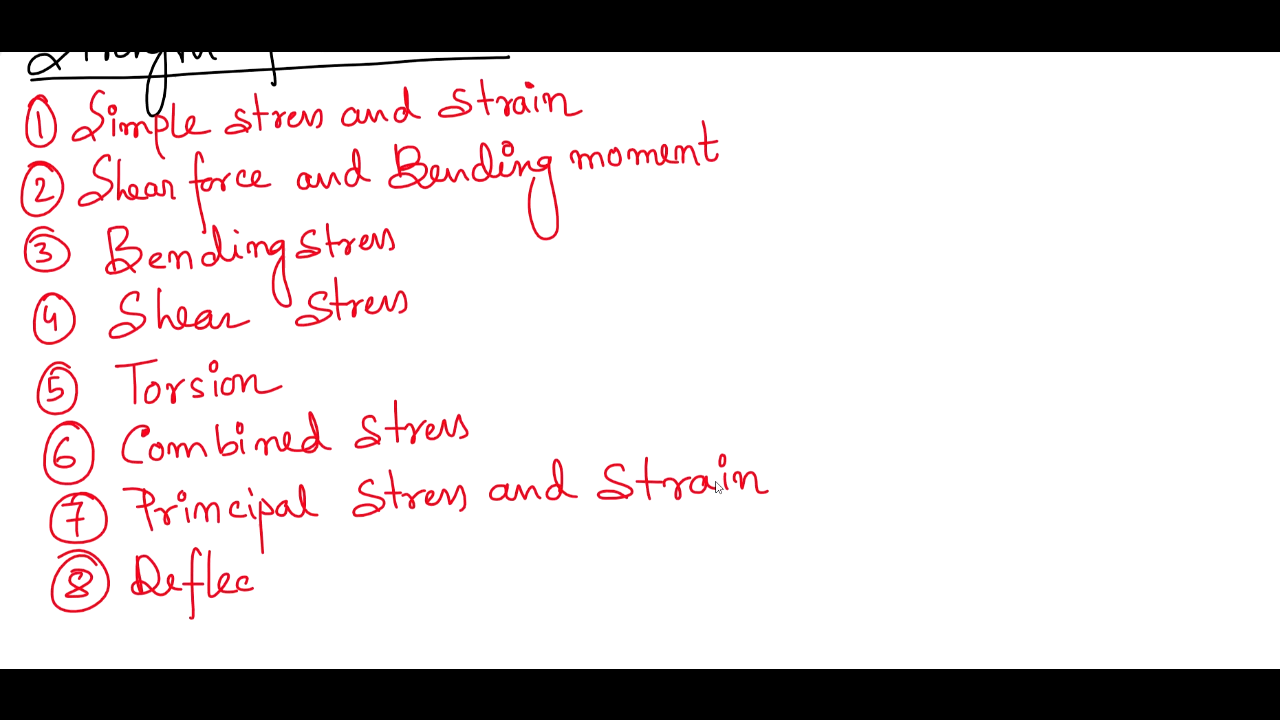 ① Simple stress and strain
② Shear force and Bending moment
③ Bending stress
④ Shear stress
⑤ Torsion
⑥ Combined stress
⑦ Principal stress and strain
⑧ Deflec